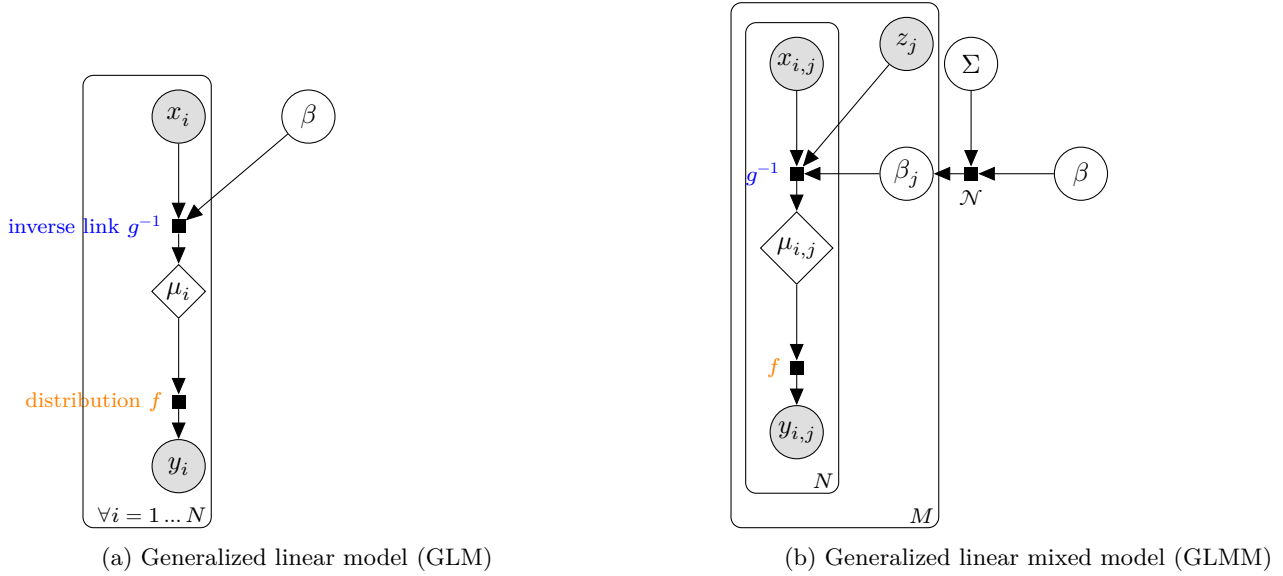 x_i
β
inverse link g^{-1}
μ_i
distribution f
y_i
∀i = 1 ... N
(a) Generalized linear model (GLM)
x_{i,j}
z_j
Σ
g^{-1}
β_j
𝒩
β
μ_{i,j}
f
y_{i,j}
N
M
(b) Generalized linear mixed model (GLMM)